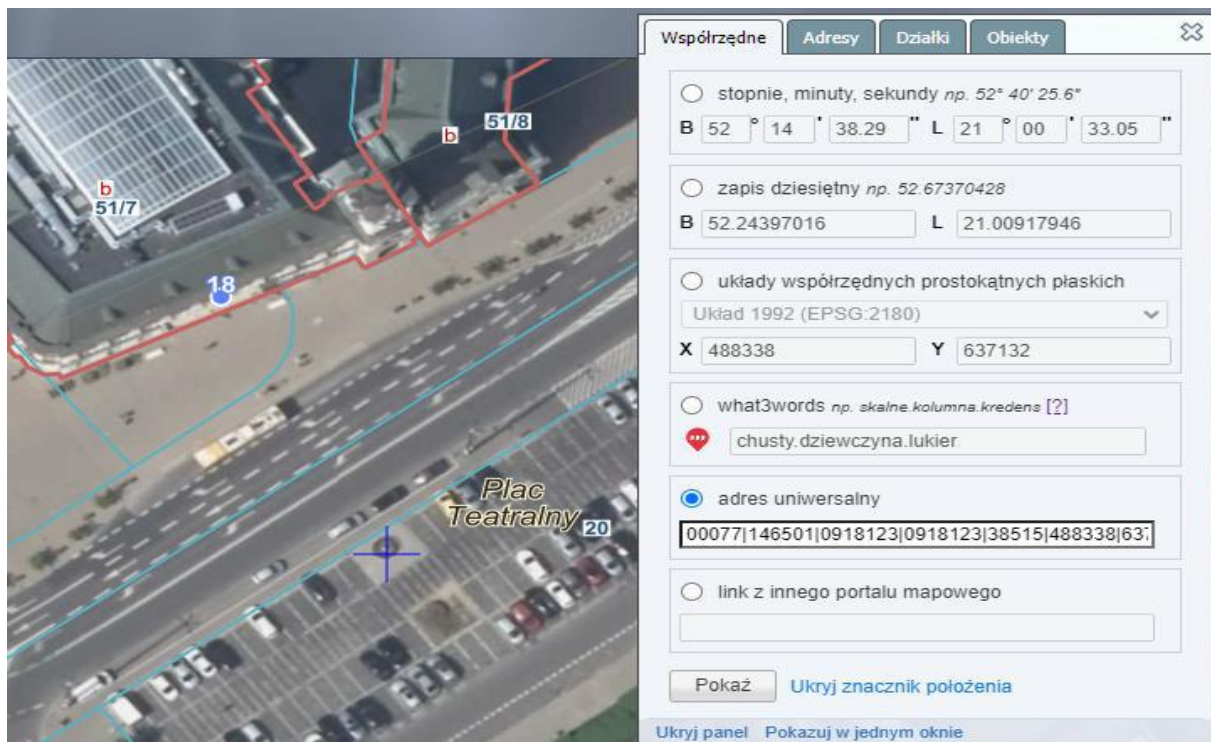 Współrzędne Adresy Działki Obiekty
stopnie, minuty, sekundy np. 52° 40' 25.6"
B 52 ° 14 ' 38.29 " L 21 ° 00 ' 33.05 "
zapis dziesiętny np. 52.67370428
B 52.24397016 L 21.00917946
układy współrzędnych prostokątnych płaskich
Układ 1992 (EPSG:2180)
X 488338 Y 637132
what3words np. skalne.kolumna.kredens [?]
chusty.dziewczyna.lukier
adres uniwersalny
00077|146501|0918123|0918123|38515|488338|637
link z innego portalu mapowego
Pokaż Ukryj znacznik położenia
Ukryj panel Pokazuj w jednym oknie
51/8
b
b
51/7
18
Plac
Teatralny
20